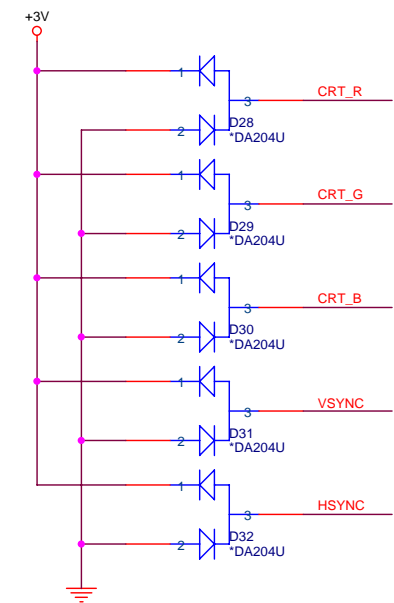 +3V
1
CRT_R
3
D28
2
*DA204U
1
CRT_G
3
D29
2
*DA204U
1
CRT_B
3
D30
2
*DA204U
1
VSYNC
3
D31
2
*DA204U
1
HSYNC
3
D32
2
*DA204U